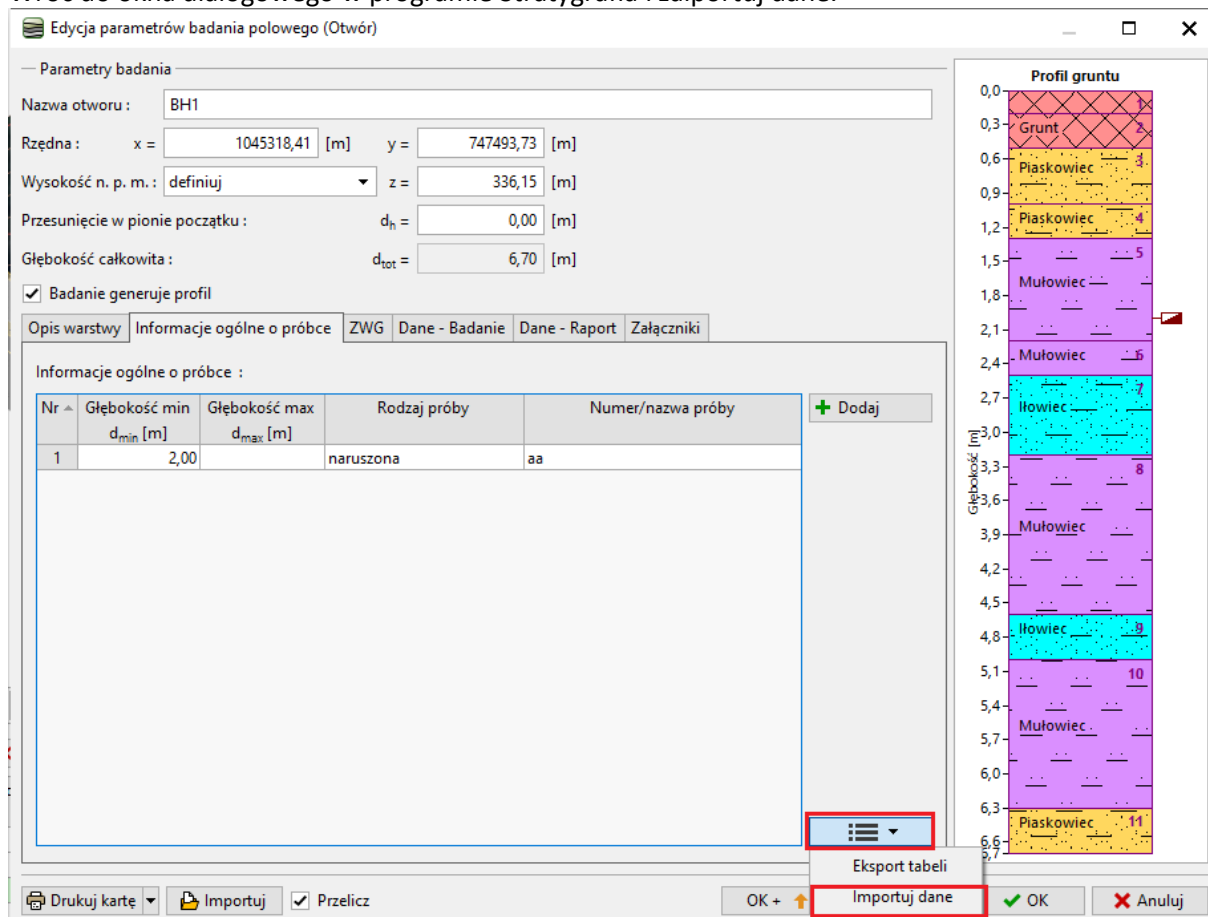 Edycja parametrów badania polowego (Otwór)
Parametry badania
Nazwa otworu : BH1
Rzędna : x = 1045318,41 [m] y = 747493,73 [m]
Wysokość n. p. m. : definiuj z = 336,15 [m]
Przesunięcie w pionie początku : dh = 0,00 [m]
Głębokość całkowita : dtot = 6,70 [m]
Badanie generuje profil
Opis warstwy Informacje ogólne o próbce ZWG Dane - Badanie Dane - Raport Załączniki
Informacje ogólne o próbce :
Nr Głębokość min Głębokość max Rodzaj próby Numer/nazwa próby
dmin [m] dmax [m]
1 2,00 naruszona aa
+ Dodaj
Eksport tabeli
Importuj dane
Drukuj kartę Importuj Przelicz OK + OK Anuluj
Profil gruntu
Głębokość [m]
0,0
1
0,3 Grunt 2
0,6 Piaskowiec 3
0,9
1,2 Piaskowiec 4
1,5 5
1,8 Mułowiec
2,1
2,4 Mułowiec 6
2,7 Iłowiec 7
3,0
3,3 8
3,6
3,9 Mułowiec
4,2
4,5
4,8 Iłowiec 9
5,1 10
5,4
5,7 Mułowiec
6,0
6,3
Piaskowiec 11
6,6
6,7